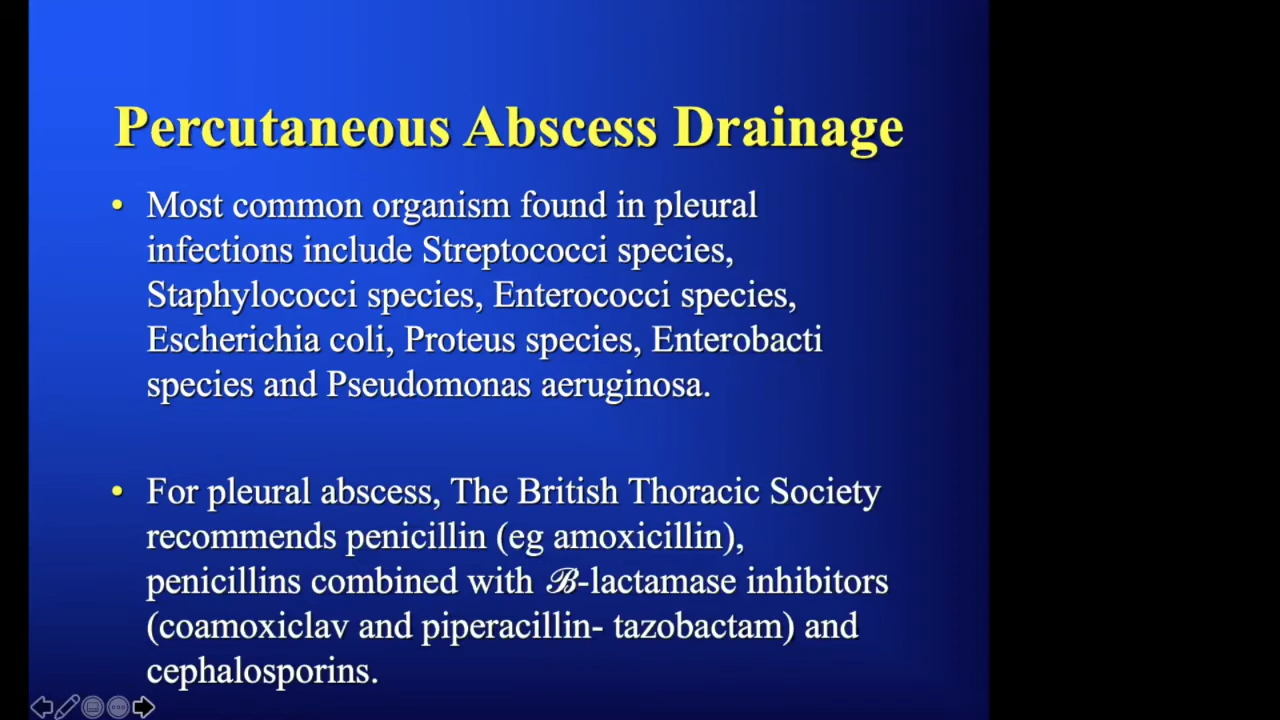 Percutaneous Abscess Drainage
• Most common organism found in pleural
infections include Streptococci species,
Staphylococci species, Enterococci species,
Escherichia coli, Proteus species, Enterobacti
species and Pseudomonas aeruginosa.
• For pleural abscess, The British Thoracic Society
recommends penicillin (eg amoxicillin),
penicillins combined with ℬ-lactamase inhibitors
(coamoxiclav and piperacillin- tazobactam) and
cephalosporins.